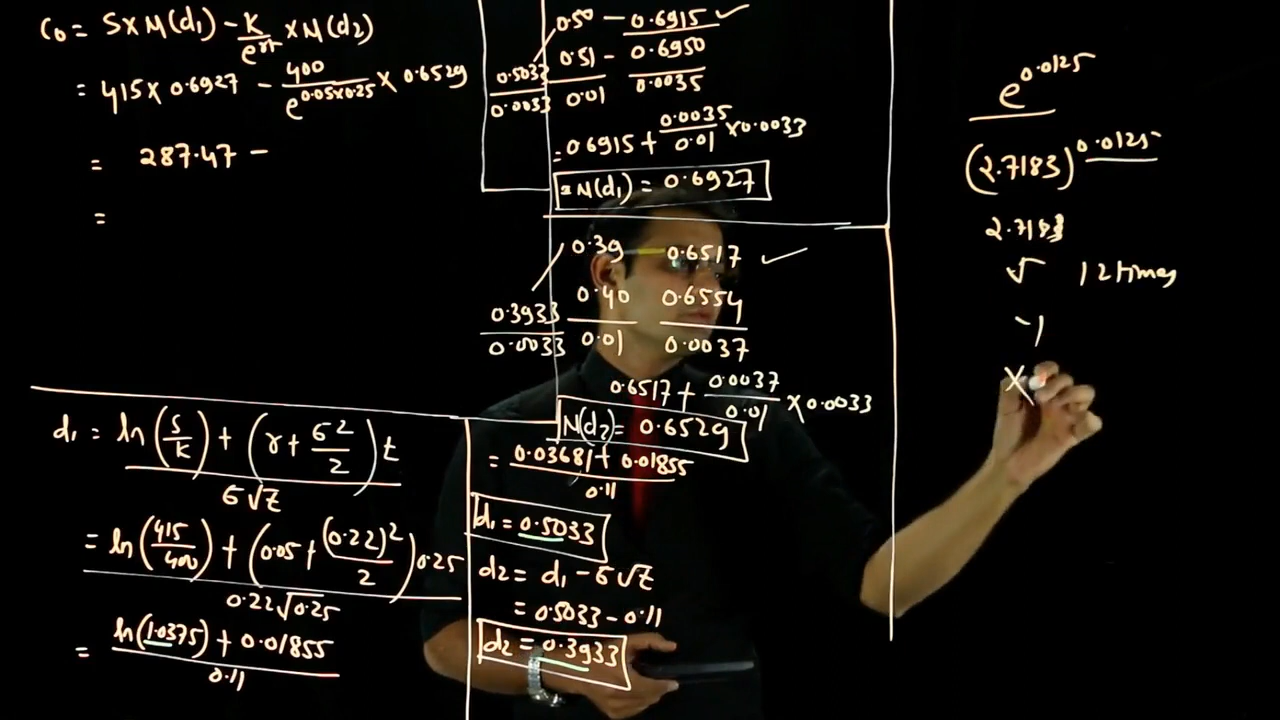 C₀ = S×N(d₁) − K/e^rt × N(d₂)
= 415×0.6927 − 400/e^0.05×0.25 × 0.6529
= 287.47 −
=
0.50 − 0.6915 ✓
0.51 − 0.6950
0.5033
0.0033 0.01 0.0035
= 0.6915 + 0.0035/0.01 ×0.0033
= N(d₁) = 0.6927
0.39 0.6517 ✓
0.40 0.6554
0.3933
0.0033 0.01 0.0037
0.6517 + 0.0037/0.01 × 0.0033
N(d₂) = 0.6529
d₁ = ln(S/K) + (r + σ²/2)t
σ√t
= ln(415/400) + (0.05 + (0.22)²/2)0.25
0.22√0.25
= ln(1.0375) + 0.01855
0.11
= 0.03681 + 0.01855
0.11
d₁ = 0.5033
d2 = d₁ − σ√t
= 0.5033 − 0.11
d2 = 0.3933
e^0.0125
(2.7183)^0.0125
2.7183
√ 12 times
−1
×